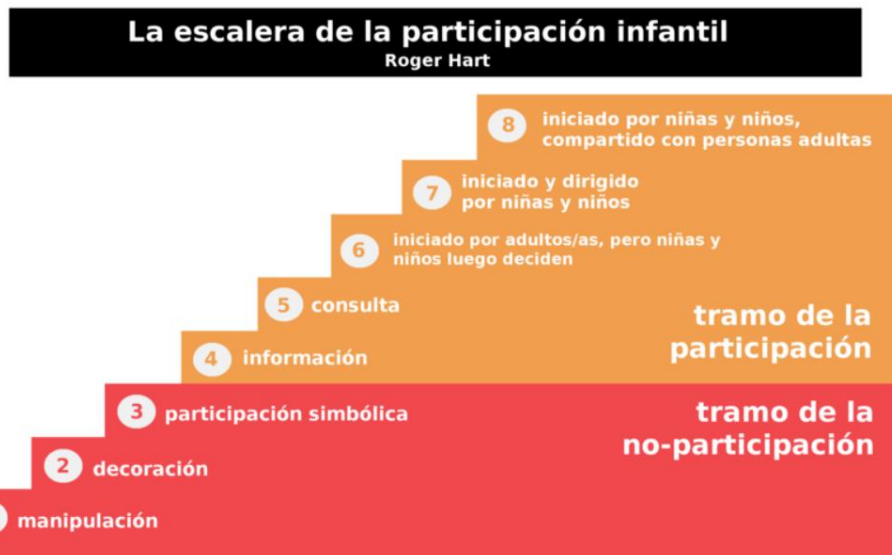 La escalera de la participación infantil
Roger Hart
8 iniciado por niñas y niños,
compartido con personas adultas
7 iniciado y dirigido
por niñas y niños
6 iniciado por adultos/as, pero niñas y
niños luego deciden
5 consulta
4 información
tramo de la
participación
3 participación simbólica
2 decoración
manipulación
tramo de la
no-participación